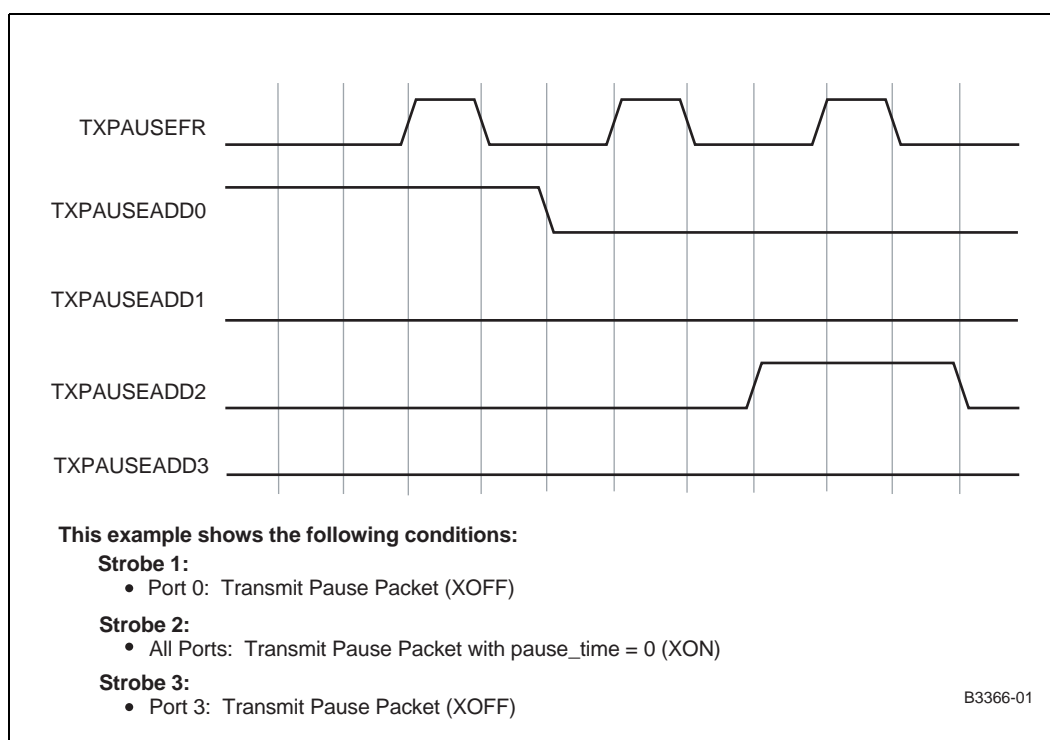 TXPAUSEFR
TXPAUSEADD0
TXPAUSEADD1
TXPAUSEADD2
TXPAUSEADD3
This example shows the following conditions:
Strobe 1:
• Port 0: Transmit Pause Packet (XOFF)
Strobe 2:
• All Ports: Transmit Pause Packet with pause_time = 0 (XON)
Strobe 3:
• Port 3: Transmit Pause Packet (XOFF)
B3366-01